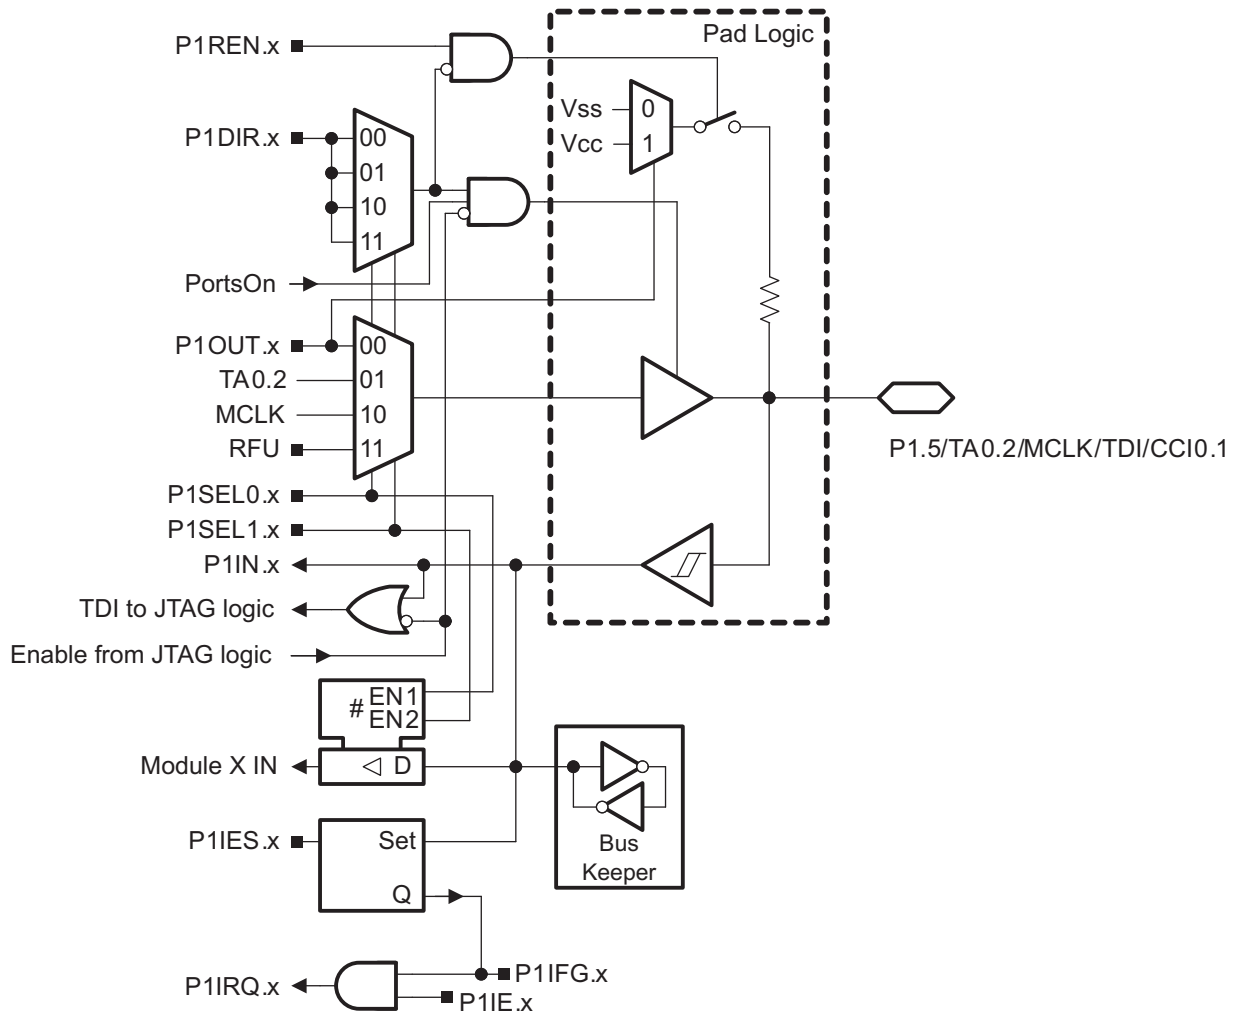 Pad Logic
P1REN.x
Vss
0
Vcc
1
P1DIR.x
00
01
10
11
PortsOn
P1OUT.x
00
TA0.2
01
MCLK
10
RFU
11
P1.5/TA0.2/MCLK/TDI/CCI0.1
P1SEL0.x
P1SEL1.x
P1IN.x
TDI to JTAG logic
Enable from JTAG logic
# EN1
EN2
Module X IN
D
Bus
Keeper
P1IES.x
Set
Q
P1IFG.x
P1IRQ.x
P1IE.x